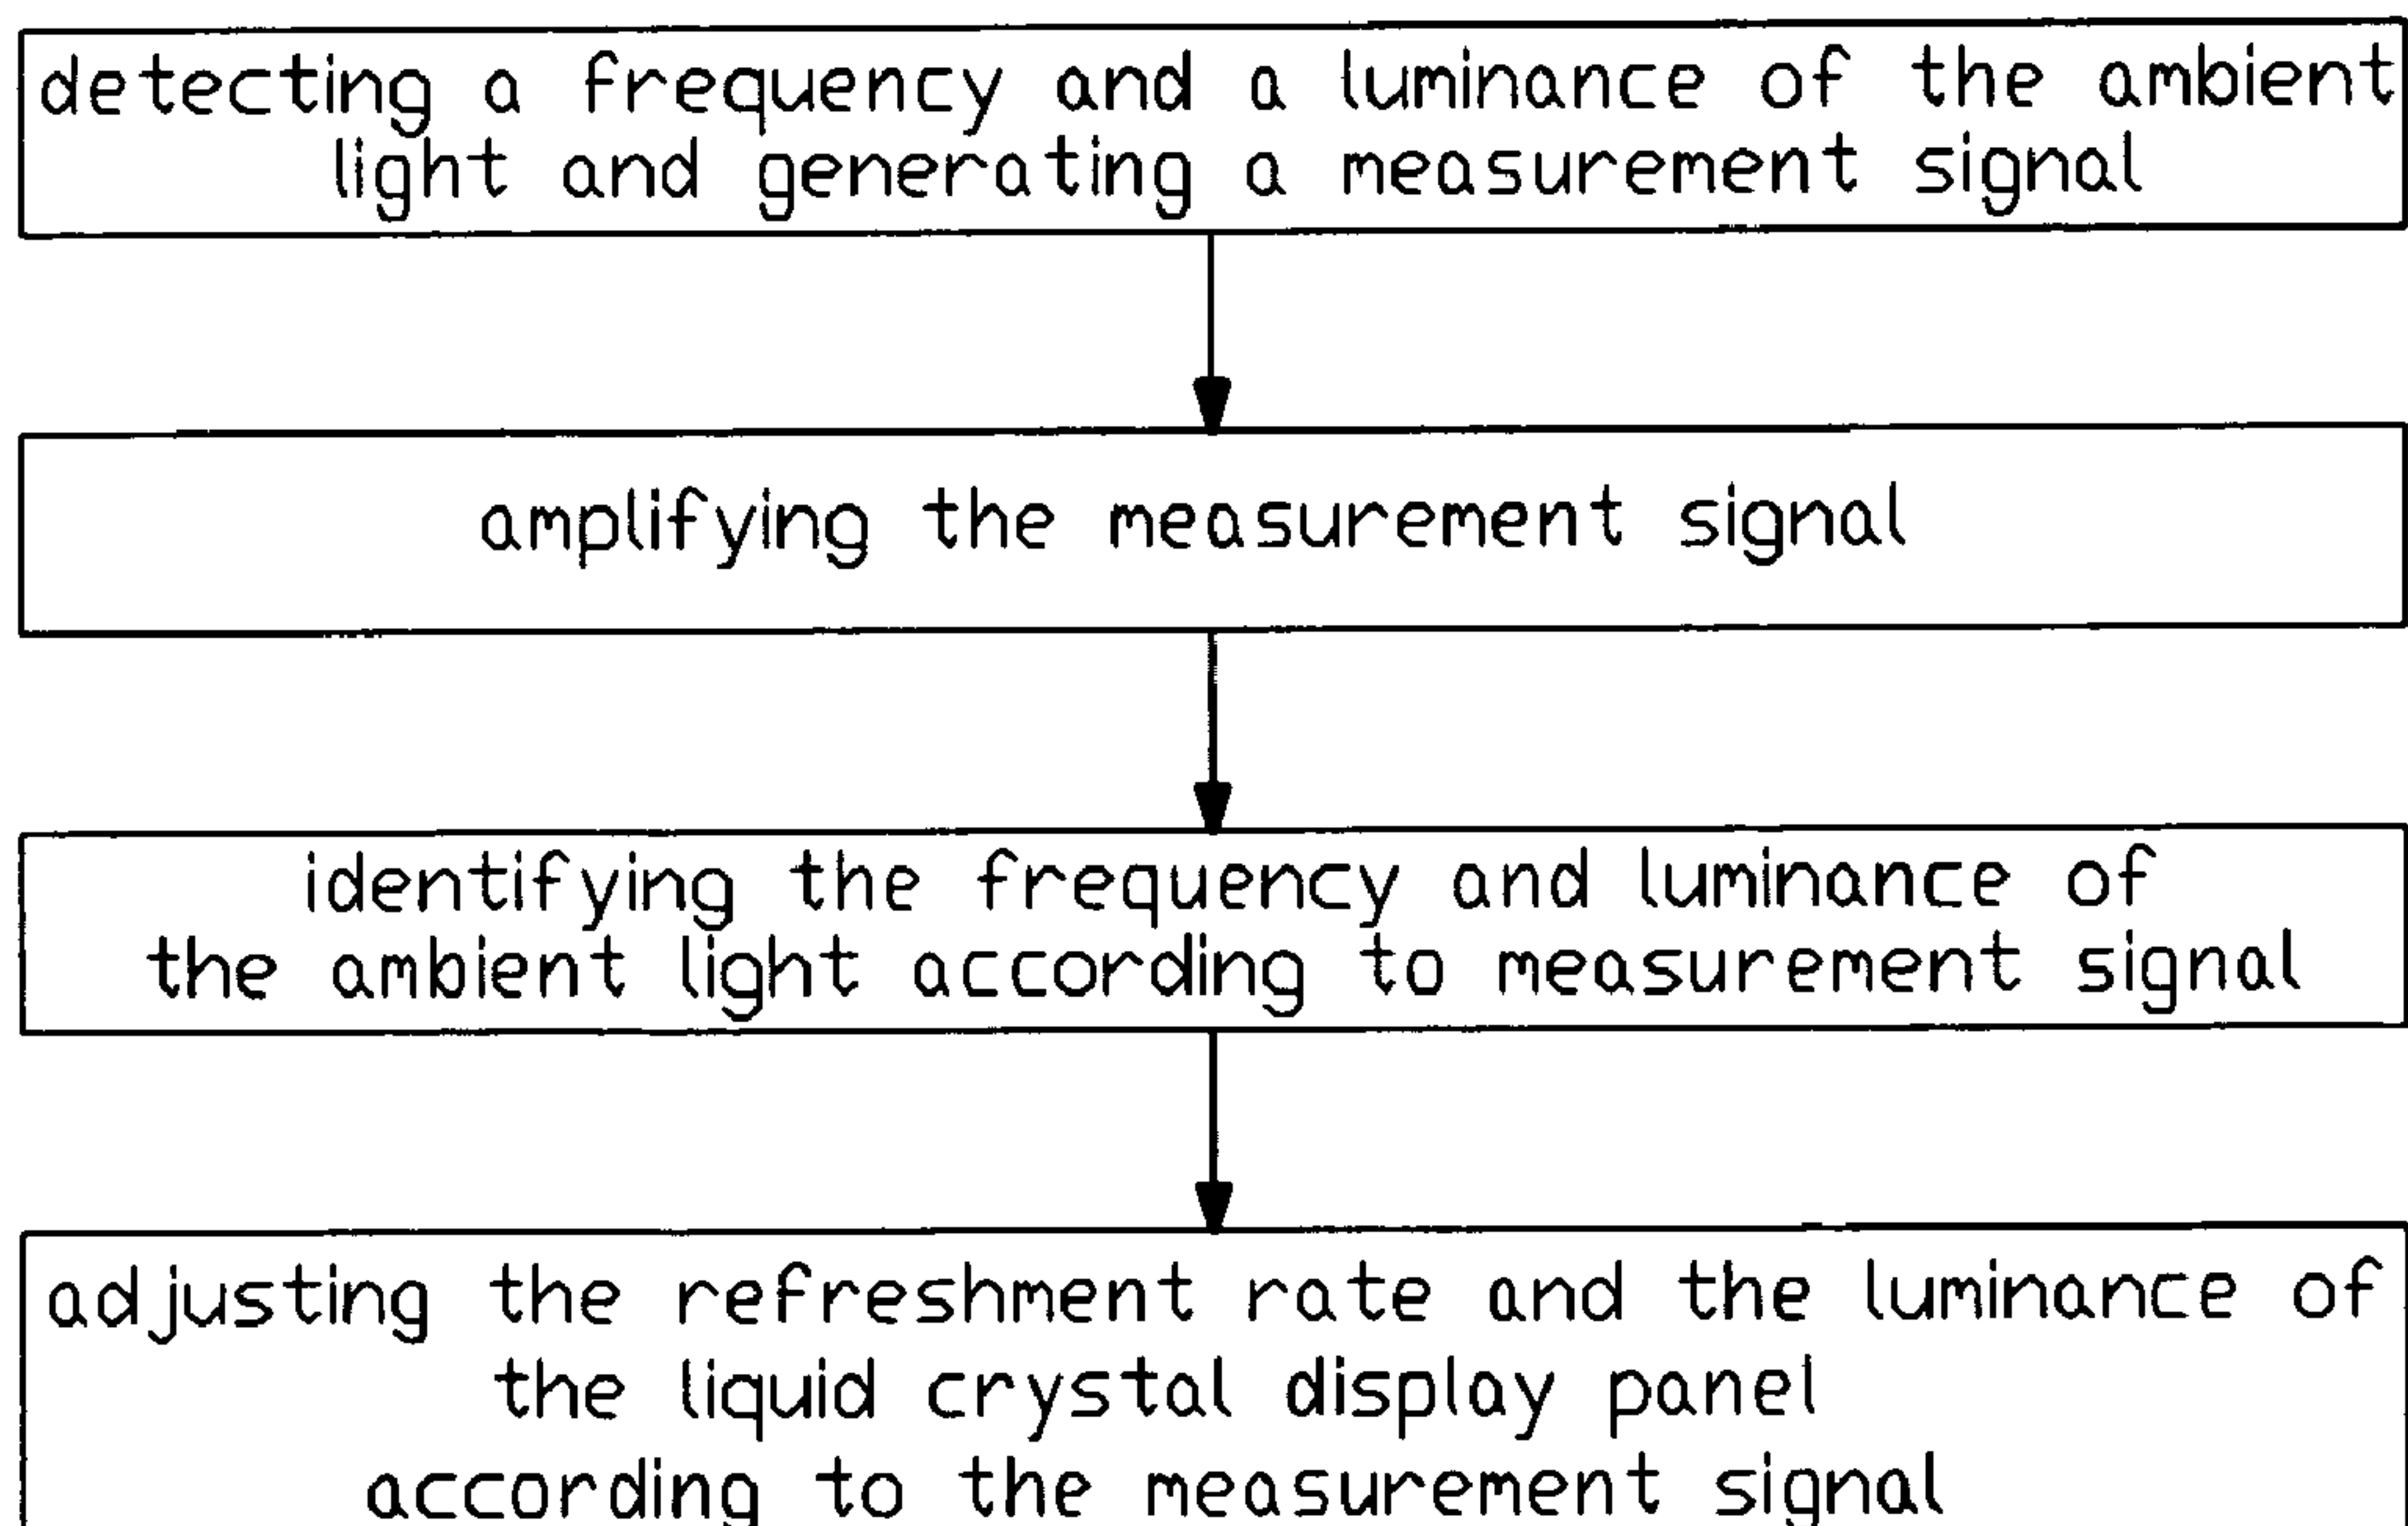 detecting a frequency and a luminance of the ambient
light and generating a measurement signal
amplifying the measurement signal
identifying the frequency and luminance of
the ambient light according to measurement signal
adjusting the refreshment rate and the luminance of
the liquid crystal display panel
according to the measurement signal